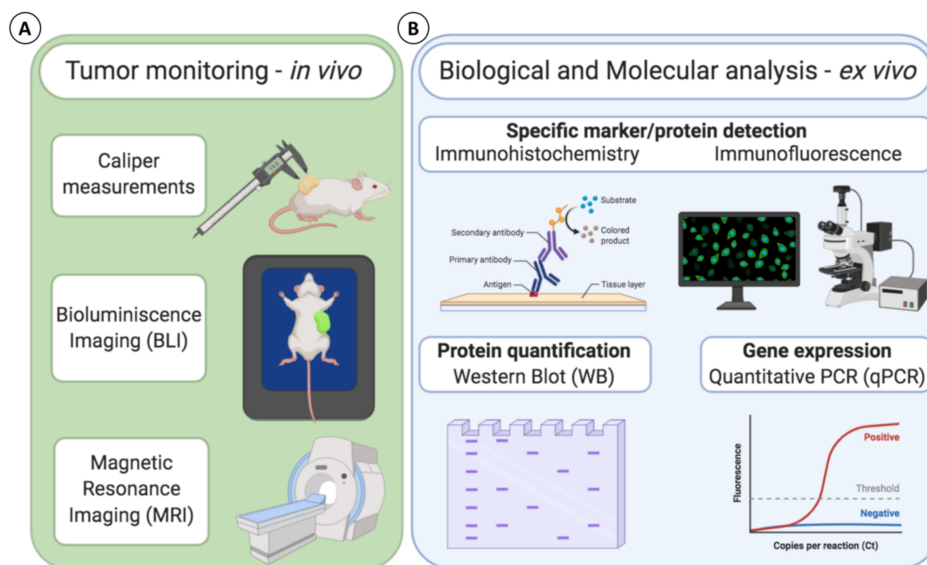 A
Tumor monitoring - in vivo
Caliper
measurements
Bioluminiscence
Imaging (BLI)
Magnetic
Resonance
Imaging (MRI)
B
Biological and Molecular analysis - ex vivo
Specific marker/protein detection
Immunohistochemistry
Immunofluorescence
Substrate
Colored
product
Secondary antibody
Primary antibody
Antigen
Tissue layer
Protein quantification
Western Blot (WB)
Gene expression
Quantitative PCR (qPCR)
Fluorescence
Positive
Threshold
Negative
Copies per reaction (Ct)